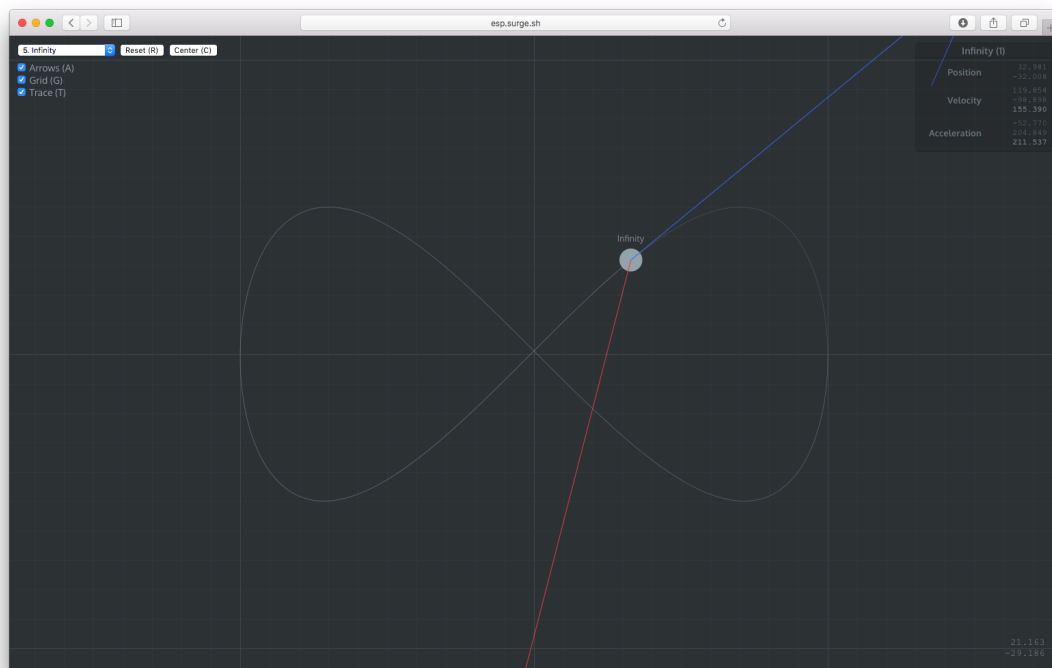 esp.surge.sh
5. Infinity Reset (R) Center (C)
Arrows (A)
Grid (G)
Trace (T)
Infinity (1)
Position 32.981
-32.008
Velocity 119.854
-98.898
155.390
Acceleration -52.770
204.849
211.537
Infinity
21.163
-29.186